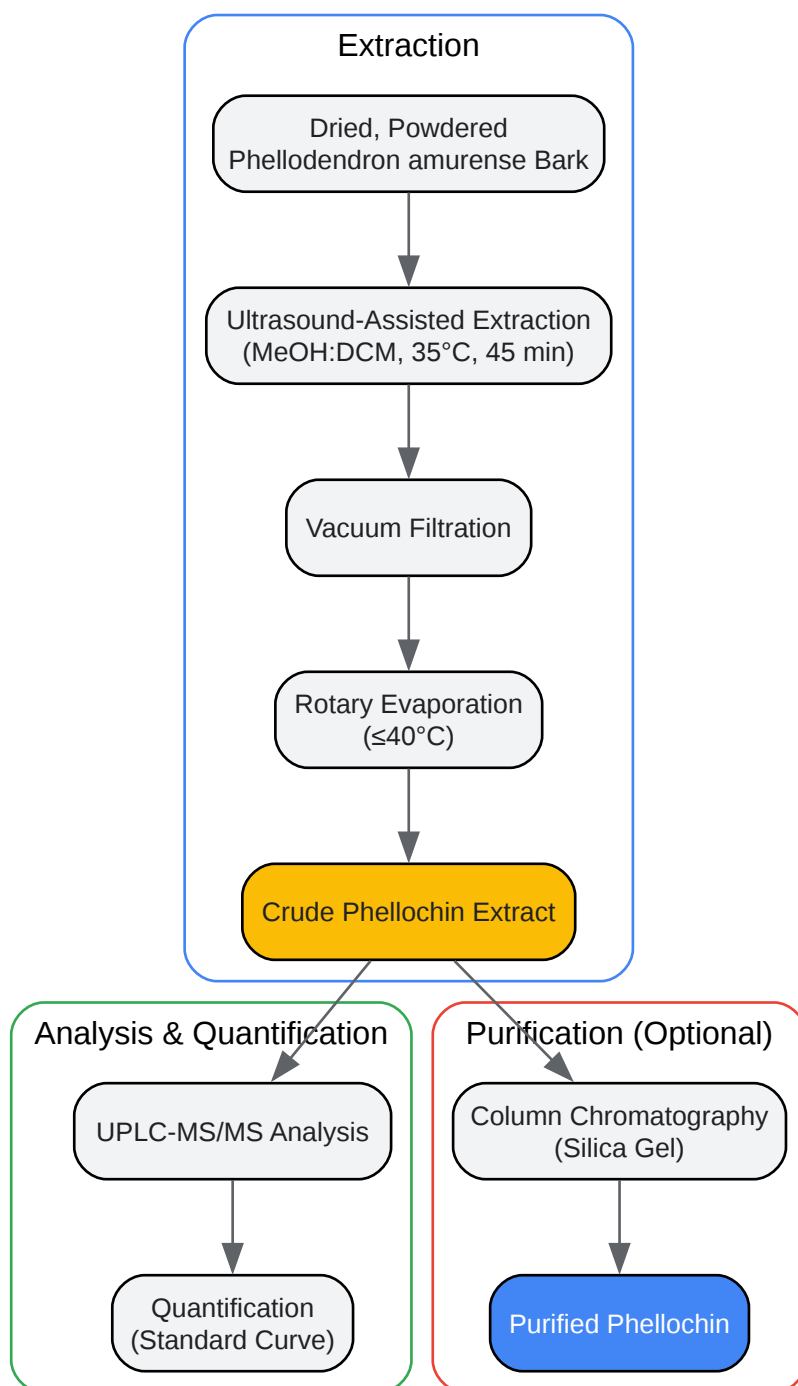 Extraction
Dried, Powdered
Phellodendron amurense Bark
Ultrasound-Assisted Extraction
(MeOH:DCM, 35°C, 45 min)
Vacuum Filtration
Rotary Evaporation
(≤40°C)
Crude Phellochin Extract
Analysis & Quantification
UPLC-MS/MS Analysis
Quantification
(Standard Curve)
Purification (Optional)
Column Chromatography
(Silica Gel)
Purified Phellochin